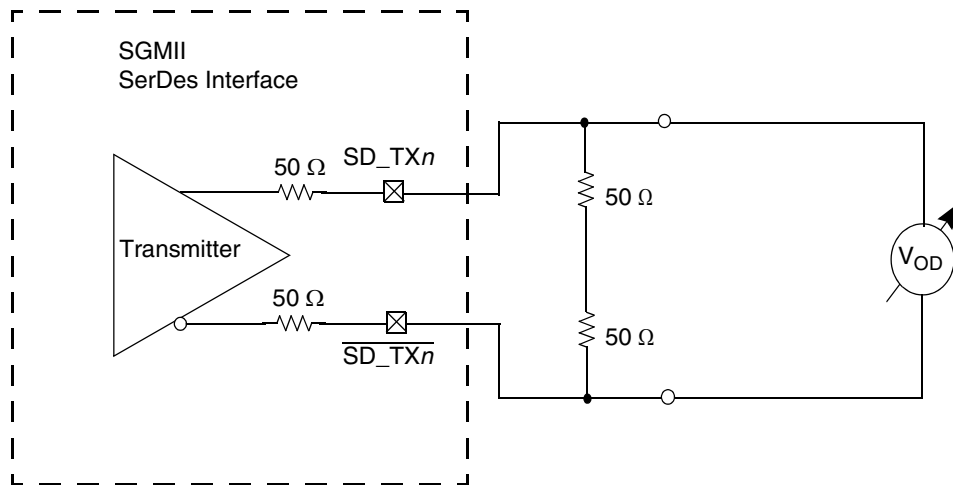 SGMII
SerDes Interface
50 Ω
SD_TXn
50 Ω
Transmitter
VOD
50 Ω
50 Ω
SD_TXn